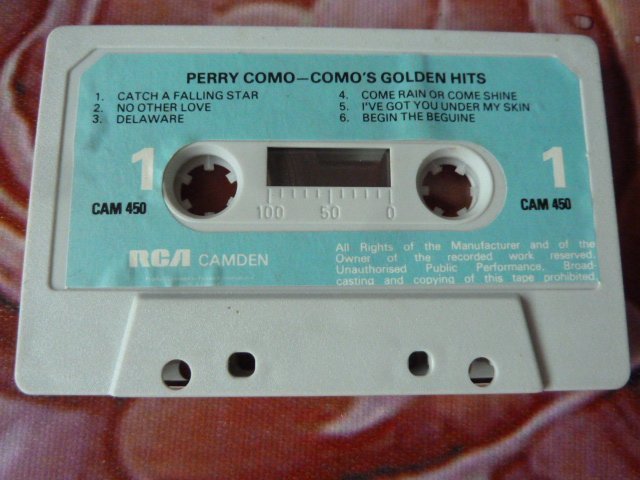 PERRY COMO—COMO'S GOLDEN HITS
1. CATCH A FALLING STAR
2. NO OTHER LOVE
3. DELAWARE
4. COME RAIN OR COME SHINE
5. I'VE GOT YOU UNDER MY SKIN
6. BEGIN THE BEGUINE
1
CAM 450
100 50 0
1
CAM 450
RCA CAMDEN
All Rights of the Manufacturer and of the
Owner of the recorded work reserved.
Unauthorised Public Performance, Broad-
casting and copying of this tape prohibited.